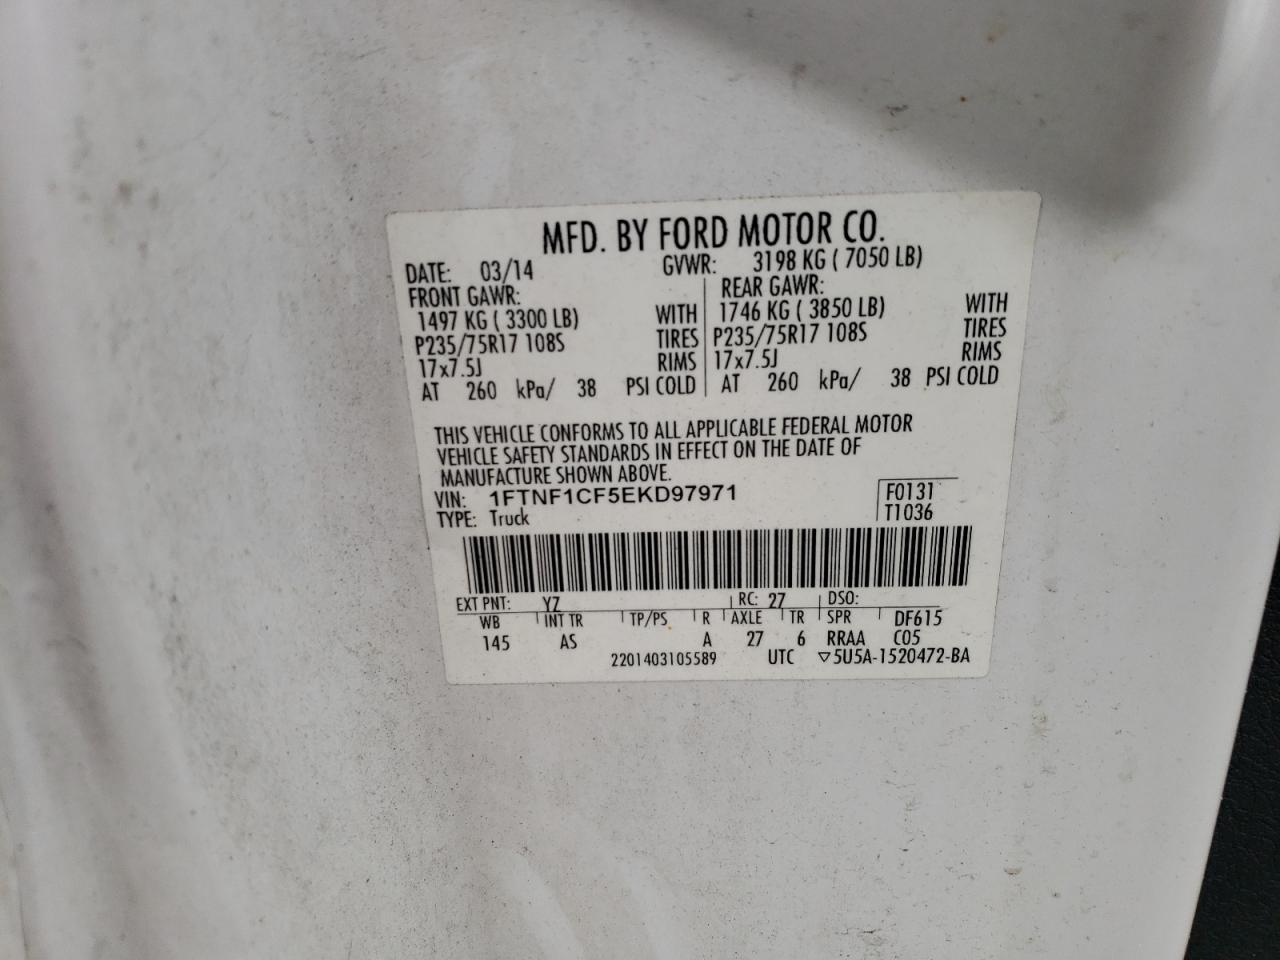 MFD. BY FORD MOTOR CO.
DATE: 03/14 GVWR: 3198 KG ( 7050 LB)
FRONT GAWR: REAR GAWR:
1497 KG ( 3300 LB) WITH 1746 KG ( 3850 LB) WITH
P235/75R17 108S TIRES P235/75R17 108S TIRES
17x7.5J RIMS 17x7.5J RIMS
AT 260 kPa/ 38 PSI COLD AT 260 kPa/ 38 PSI COLD
THIS VEHICLE CONFORMS TO ALL APPLICABLE FEDERAL MOTOR
VEHICLE SAFETY STANDARDS IN EFFECT ON THE DATE OF
MANUFACTURE SHOWN ABOVE.
VIN: 1FTNF1CF5EKD97971 F0131
TYPE: Truck T1036
EXT PNT: YZ RC: 27 DSO:
WB INT TR TP/PS R AXLE TR SPR DF615
145 AS A 27 6 RRAA C05
2201403105589 UTC ▽5U5A-1520472-BA